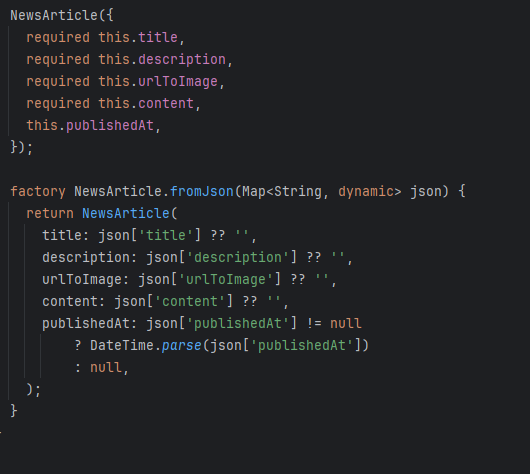 NewsArticle({
  required this.title,
  required this.description,
  required this.urlToImage,
  required this.content,
  this.publishedAt,
});

factory NewsArticle.fromJson(Map<String, dynamic> json) {
  return NewsArticle(
    title: json['title'] ?? '',
    description: json['description'] ?? '',
    urlToImage: json['urlToImage'] ?? '',
    content: json['content'] ?? '',
    publishedAt: json['publishedAt'] != null
        ? DateTime.parse(json['publishedAt'])
        : null,
  );
}